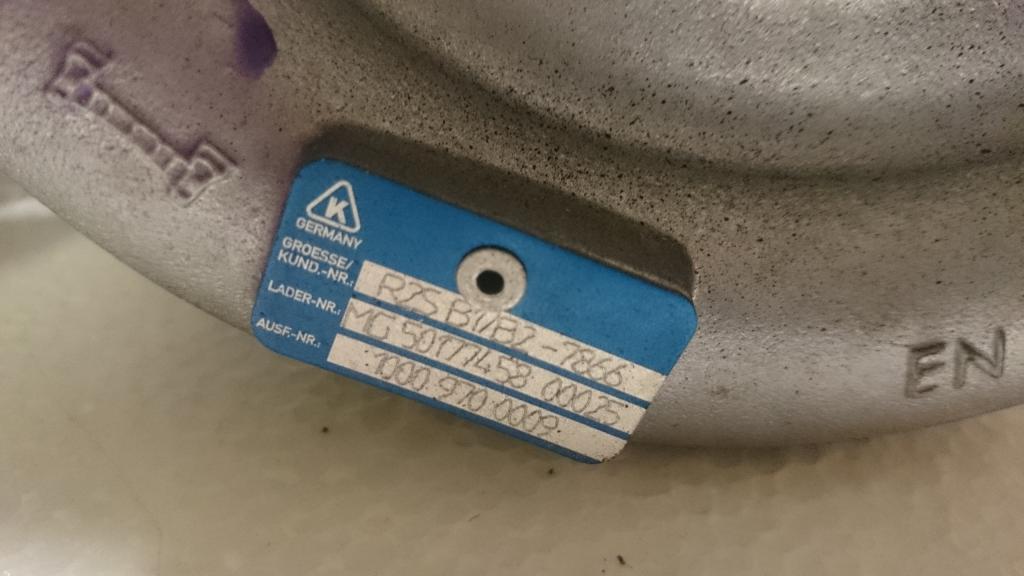 K
GERMANY
GROESSE/
KUND.-NR.:
R2S BV/B2-7866
LADER-NR.:
MG 50177458 00025
AUSF.-NR.:
1000 970 0009
EN